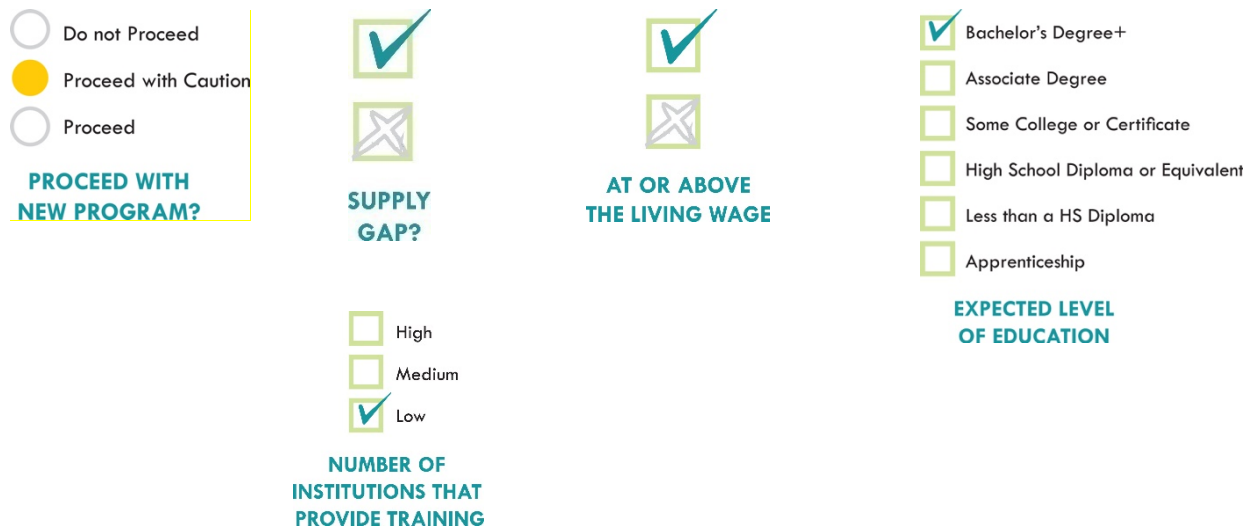 Do not Proceed
Proceed with Caution
Proceed
PROCEED WITH
NEW PROGRAM?
SUPPLY
GAP?
AT OR ABOVE
THE LIVING WAGE
Bachelor's Degree+
Associate Degree
Some College or Certificate
High School Diploma or Equivalent
Less than a HS Diploma
Apprenticeship
EXPECTED LEVEL
OF EDUCATION
High
Medium
Low
NUMBER OF
INSTITUTIONS THAT
PROVIDE TRAINING